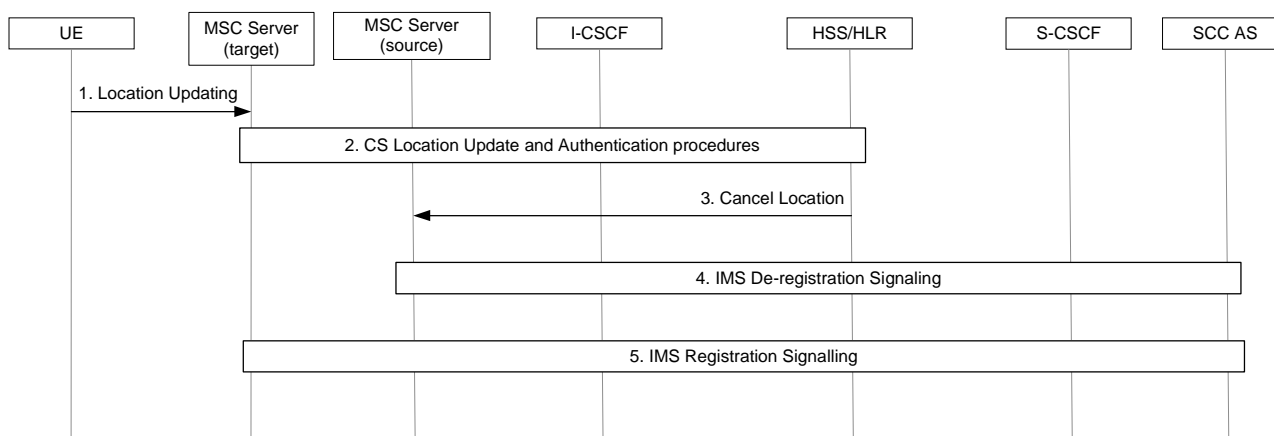 UE
MSC Server
(target)
MSC Server
(source)
I-CSCF
HSS/HLR
S-CSCF
SCC AS
1. Location Updating
2. CS Location Update and Authentication procedures
3. Cancel Location
4. IMS De-registration Signaling
5. IMS Registration Signalling